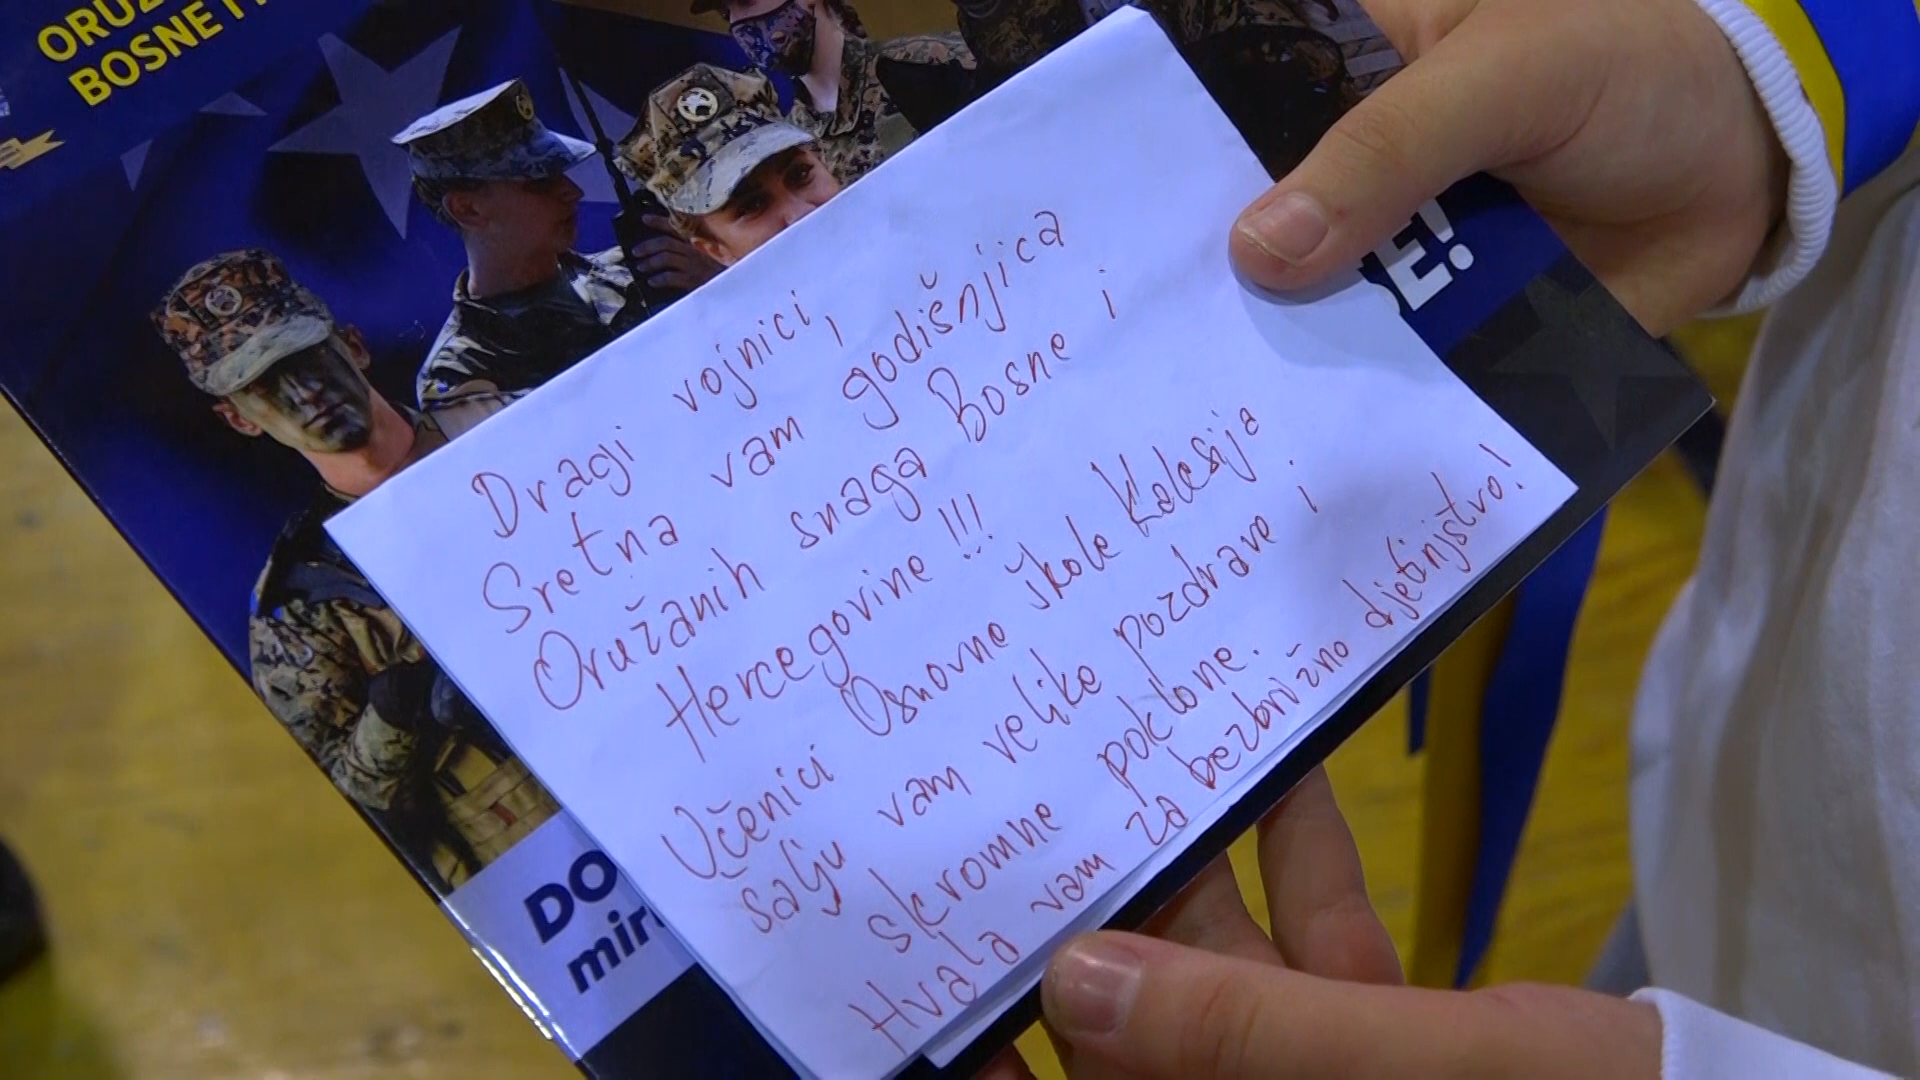 ORUŽ
BOSNE I H
Dragi vojnici,
Sretna vam godišnjica
Oružanih snaga Bosne i
Hercegovine!!!
Učenici Osnovne škole Kalesija
šalju vam velike pozdrave i
skromne poklone.
Hvala vam za bezbrižno djetinjstvo!
SE!
DO
mir